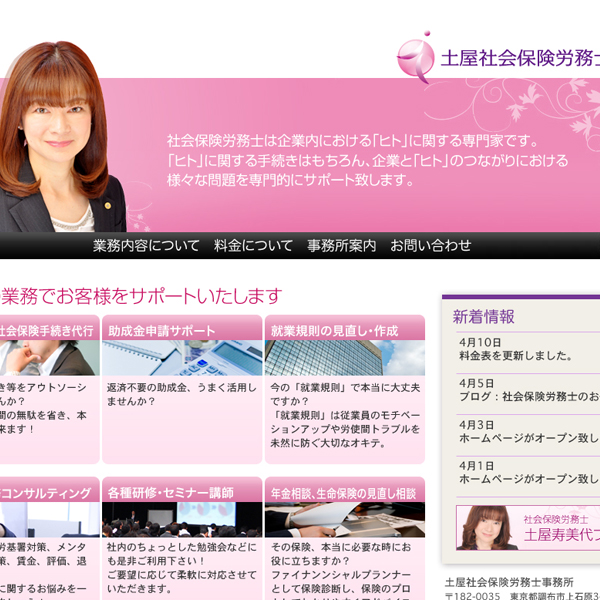 土屋社会保険労務士
社会保険労務士は企業内における「ヒト」に関する専門家です。
「ヒト」に関する手続きはもちろん、企業と「ヒト」のつながりにおける
様々な問題を専門的にサポート致します。
業務内容について 料金について 事務所案内 お問い合わせ
業務でお客様をサポートいたします
社会保険手続き代行
き等をアウトソーシ
んか？
間の無駄を省き、本
来ます！
助成金申請サポート
返済不要の助成金、うまく活用し
ませんか？
就業規則の見直し・作成
今の「就業規則」で本当に大丈夫
ですか？
「就業規則」は従業員のモチベー
ションアップや労使間トラブルを
未然に防ぐ大切なオキテ。
コンサルティング
労基署対策、メンタ
策、賃金、評価、退
に関するお悩みを一
各種研修・セミナー講師
社内のちょっとした勉強会などに
も是非ご利用下さい！
ご要望に応じて柔軟に対応させて
いただきます。
年金相談、生命保険の見直し相談
その保険、本当に必要な時にお
役に立ちますか？
ファイナンンシャルプランナー
として保険診断し、保険のプロ
新着情報
4月10日
料金表を更新しました。
4月5日
ブログ：社会保険労務士のお
4月3日
ホームページがオープン致し
4月1日
ホームページがオープン致し
社会保険労務士
土屋寿美代ブ
土屋社会保険労務士事務所
〒182-0035 東京都調布市上石原3-